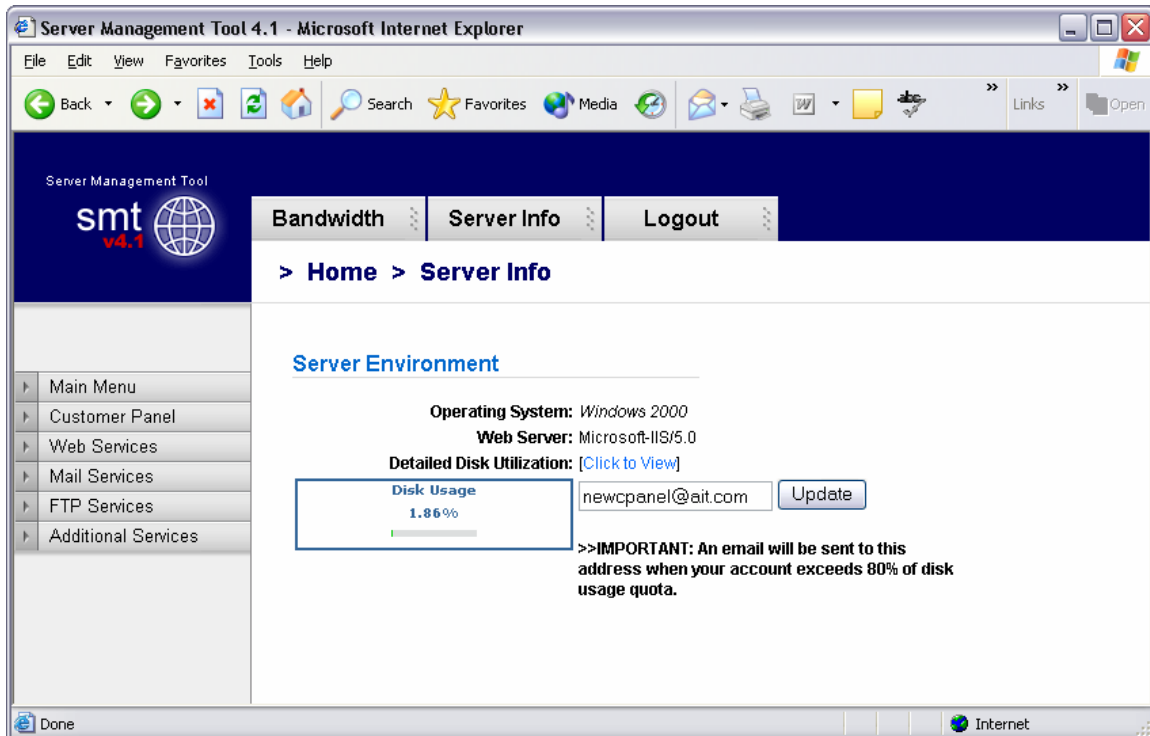 Server Management Tool 4.1 - Microsoft Internet Explorer
File Edit View Favorites Tools Help
Back Search Favorites Media Links Open
Server Management Tool
smt
v4.1
Bandwidth Server Info Logout
> Home > Server Info
Server Environment
Main Menu
Customer Panel
Web Services
Mail Services
FTP Services
Additional Services
Operating System: Windows 2000
Web Server: Microsoft-IIS/5.0
Detailed Disk Utilization: [Click to View]
Disk Usage
1.86%
newcpanel@ait.com Update
>>IMPORTANT: An email will be sent to this
address when your account exceeds 80% of disk
usage quota.
Done Internet